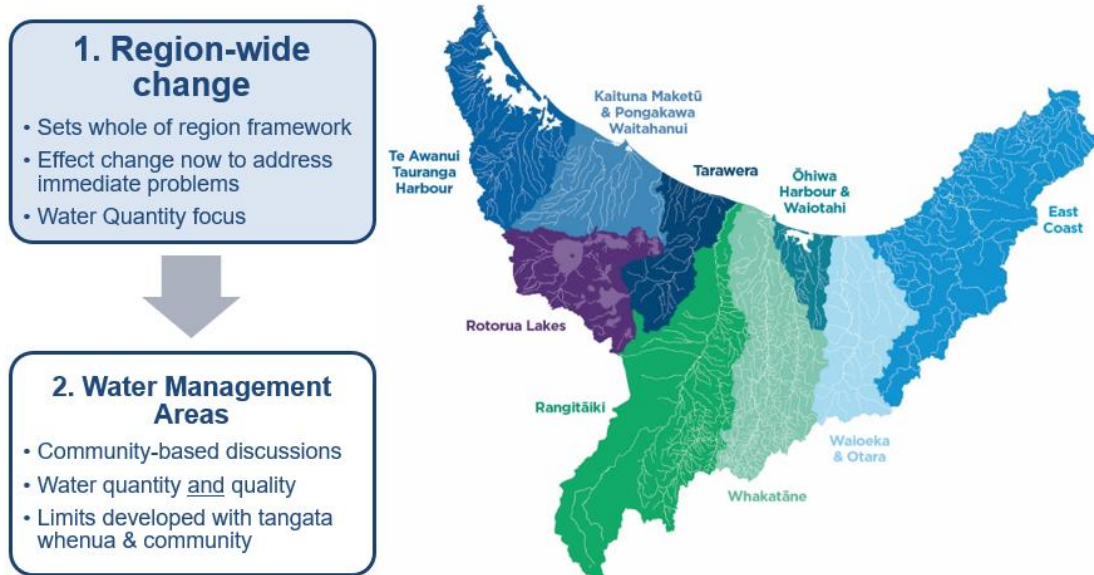 1. Region-wide
change
• Sets whole of region framework
• Effect change now to address
immediate problems
• Water Quantity focus
2. Water Management
Areas
• Community-based discussions
• Water quantity and quality
• Limits developed with tangata
whenua & community
Kaituna Maketū
& Pongakawa
Waitahanui
Te Awanui
Tauranga
Harbour
Tarawera
Ōhiwa
Harbour &
Waiotahi
East
Coast
Rotorua Lakes
Rangitāiki
Waioeka
& Otara
Whakatāne